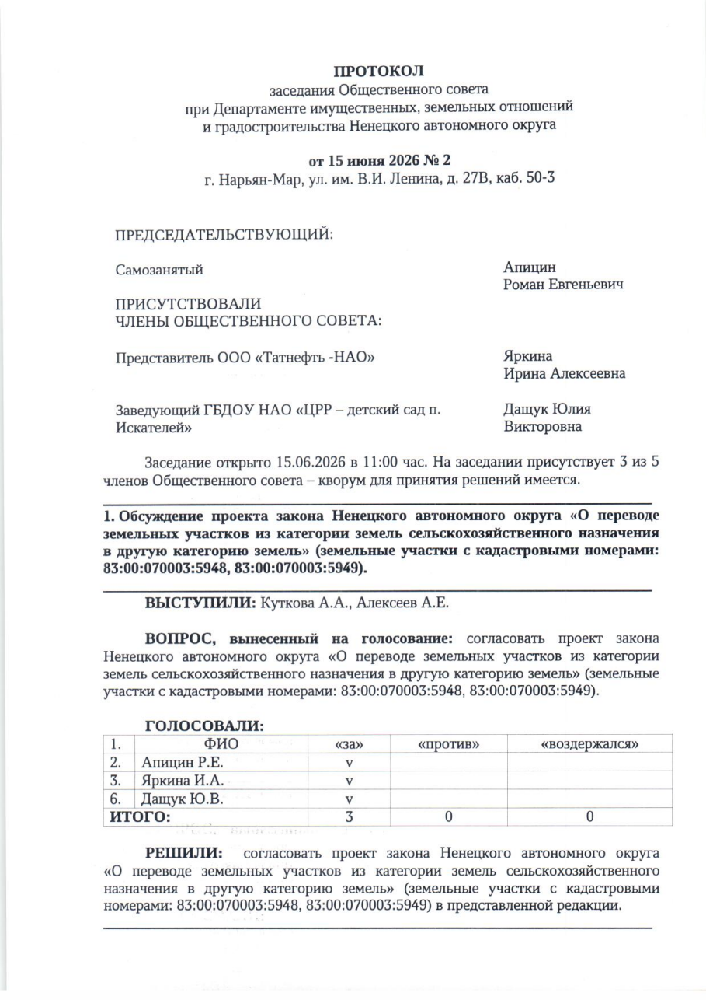 ПРОТОКОЛ
заседания Общественного совета
при Департаменте имущественных, земельных отношений
и градостроительства Ненецкого автономного округа
от 15 июня 2026 № 2
г. Нарьян-Мар, ул. им. В.И. Ленина, д. 27В, каб. 50-3
ПРЕДСЕДАТЕЛЬСТВУЮЩИЙ:
Самозанятый Апицин
Роман Евгеньевич
ПРИСУТСТВОВАЛИ
ЧЛЕНЫ ОБЩЕСТВЕННОГО СОВЕТА:
Представитель ООО «Татнефть -НАО» Яркина
Ирина Алексеевна
Заведующий ГБДОУ НАО «ЦРР – детский сад п. Дащук Юлия
Искателей» Викторовна
Заседание открыто 15.06.2026 в 11:00 час. На заседании присутствует 3 из 5
членов Общественного совета – кворум для принятия решений имеется.
1. Обсуждение проекта закона Ненецкого автономного округа «О переводе
земельных участков из категории земель сельскохозяйственного назначения
в другую категорию земель» (земельные участки с кадастровыми номерами:
83:00:070003:5948, 83:00:070003:5949).
ВЫСТУПИЛИ: Куткова А.А., Алексеев А.Е.
ВОПРОС, вынесенный на голосование: согласовать проект закона
Ненецкого автономного округа «О переводе земельных участков из категории
земель сельскохозяйственного назначения в другую категорию земель» (земельные
участки с кадастровыми номерами: 83:00:070003:5948, 83:00:070003:5949).
ГОЛОСОВАЛИ:
1. ФИО «за» «против» «воздержался»
2. Апицин Р.Е. v
3. Яркина И.А. v
6. Дащук Ю.В. v
ИТОГО: 3 0 0
РЕШИЛИ: согласовать проект закона Ненецкого автономного округа
«О переводе земельных участков из категории земель сельскохозяйственного
назначения в другую категорию земель» (земельные участки с кадастровыми
номерами: 83:00:070003:5948, 83:00:070003:5949) в представленной редакции.